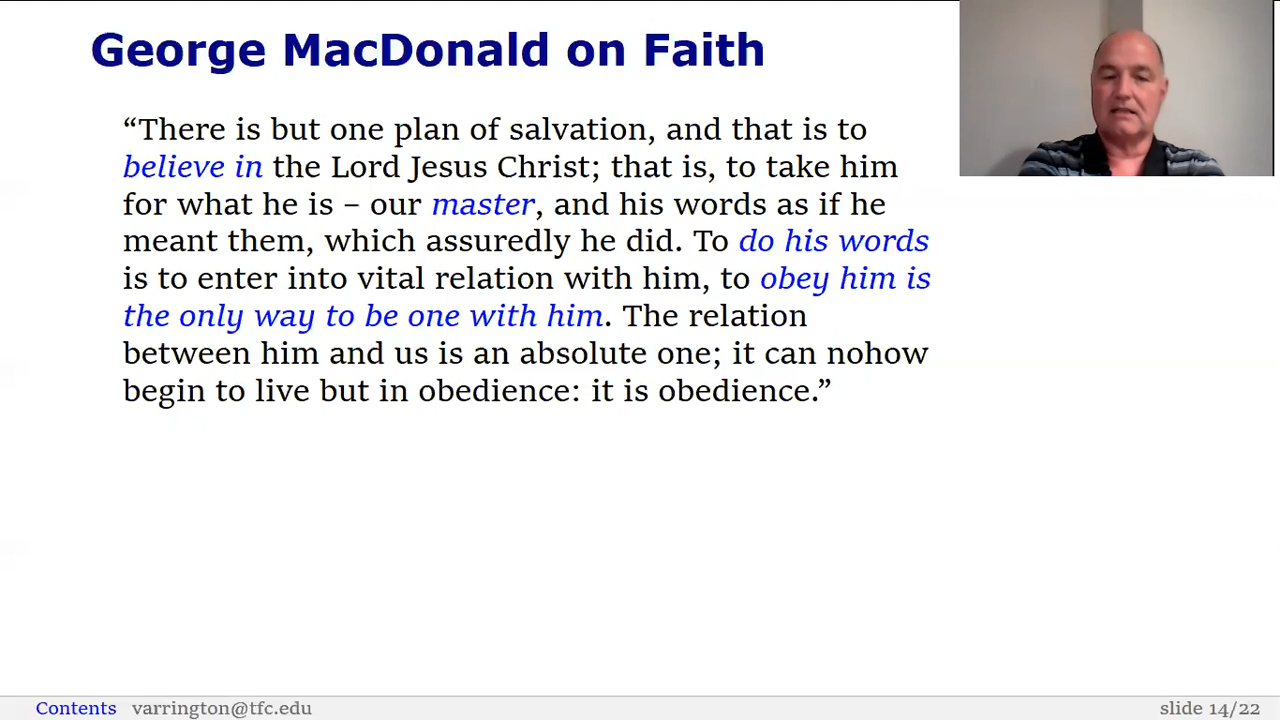 George MacDonald on Faith
“There is but one plan of salvation, and that is to
believe in the Lord Jesus Christ; that is, to take him
for what he is – our master, and his words as if he
meant them, which assuredly he did. To do his words
is to enter into vital relation with him, to obey him is
the only way to be one with him. The relation
between him and us is an absolute one; it can nohow
begin to live but in obedience: it is obedience.”
Contents varrington@tfc.edu slide 14/22